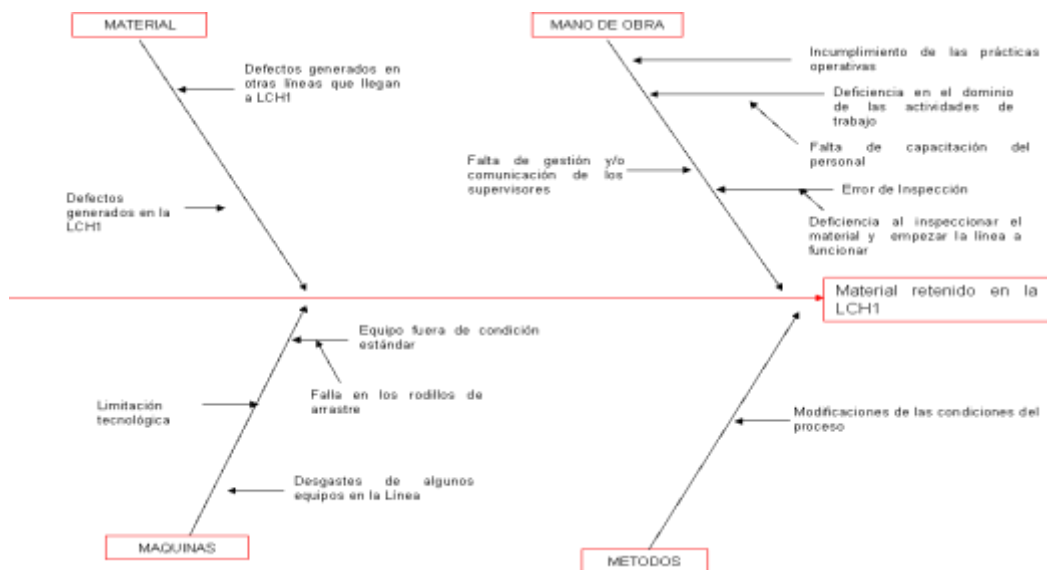 MATERIAL
Defectos generados en
otras líneas que llegan
a LCH1
Defectos
generados en la
LCH1
MANO DE OBRA
Incumplimiento de las prácticas
operativas
Deficiencia en el dominio
de las actividades de
trabajo
Falta de capacitación del
personal
Falta de gestión y/o
comunicación de los
supervisores
Error de Inspección
Deficiencia al inspeccionar el
material y empezar la línea a
funcionar
Material retenido en la
LCH1
Equipo fuera de condición
estándar
Falla en los rodillos de
arrastre
Limitación
tecnológica
Desgastes de algunos
equipos en la Línea
MAQUINAS
Modificaciones de las condiciones del
proceso
METODOS